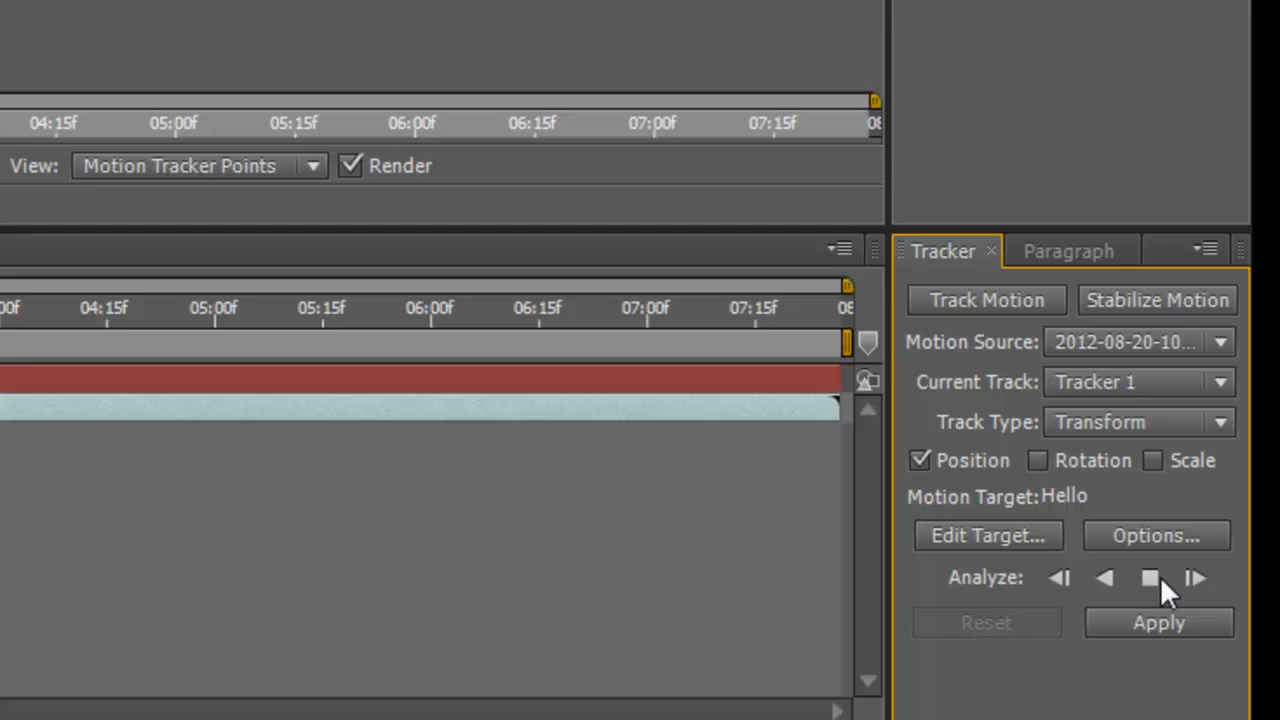 04:15f 05:00f 05:15f 06:00f 06:15f 07:00f 07:15f 08
View: Motion Tracker Points Render
Tracker Paragraph
00f 04:15f 05:00f 05:15f 06:00f 06:15f 07:00f 07:15f 08
Track Motion Stabilize Motion
Motion Source: 2012-08-20-10...
Current Track: Tracker 1
Track Type: Transform
Position Rotation Scale
Motion Target: Hello
Edit Target... Options...
Analyze:
Reset Apply